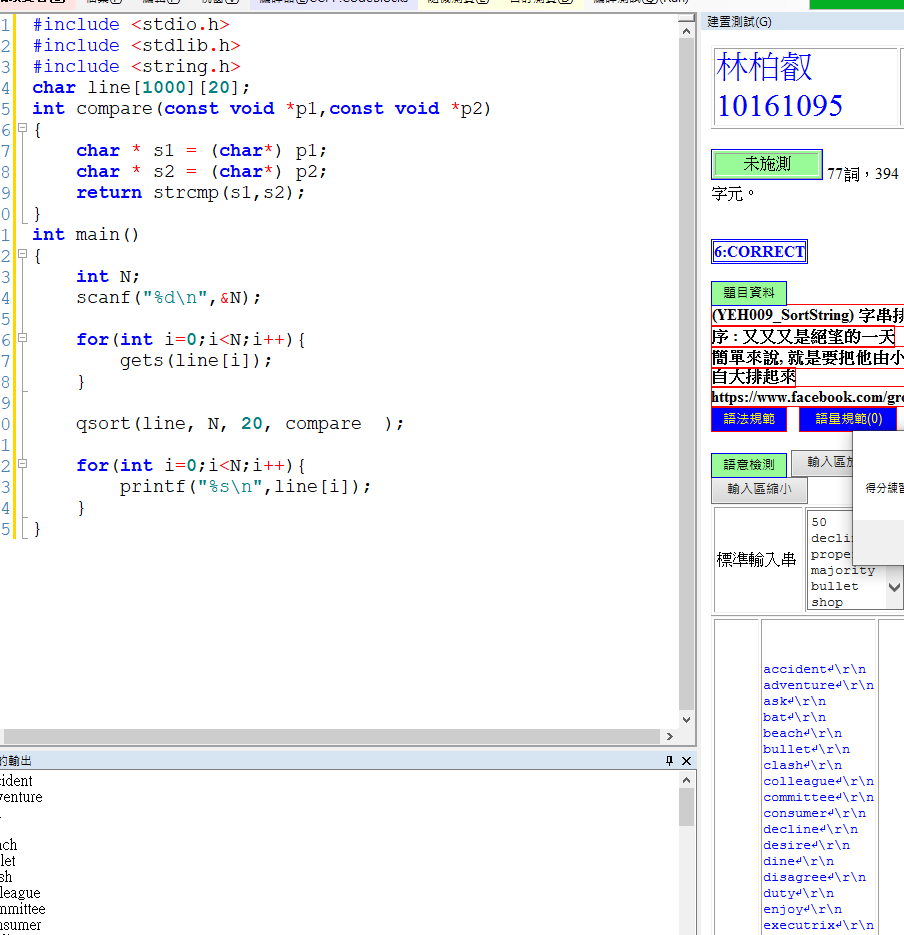 #include <stdio.h>
#include <stdlib.h>
#include <string.h>
char line[1000][20];
int compare(const void *p1,const void *p2)
{
    char * s1 = (char*) p1;
    char * s2 = (char*) p2;
    return strcmp(s1,s2);
}
int main()
{
    int N;
    scanf("%d\n",&N);
    for(int i=0;i<N;i++){
        gets(line[i]);
    }
    qsort(line, N, 20, compare  );
    for(int i=0;i<N;i++){
        printf("%s\n",line[i]);
    }
}
的輸出
ident
venture
ach
let
sh
league
mmittee
nsumer
建置測試(G)
林柏叡
10161095
未施測 77詞，394
字元。
6:CORRECT
題目資料
(YEH009_SortString) 字串排
序 : 又又又是絕望的一天
簡單來說, 就是要把他由小
自大排起來
https://www.facebook.com/gro
語法規範 語量規範(0)
語意檢測 輸入區
輸入區縮小
得分練習
標準輸入串
50
decli
prope
majority
bullet
shop
accident↵\r\n
adventure↵\r\n
ask↵\r\n
bat↵\r\n
beach↵\r\n
bullet↵\r\n
clash↵\r\n
colleague↵\r\n
committee↵\r\n
consumer↵\r\n
decline↵\r\n
desire↵\r\n
dine↵\r\n
disagree↵\r\n
duty↵\r\n
enjoy↵\r\n
executrix↵\r\n